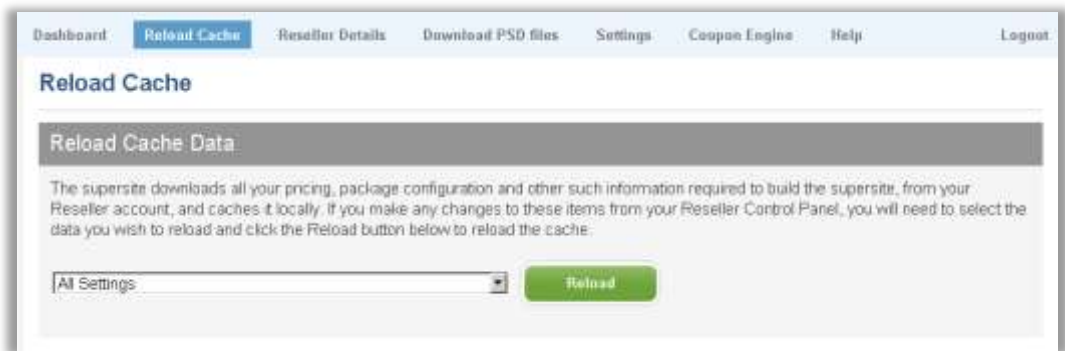 Dashboard Reload Cache Reseller Details Download PSD files Settings Coupon Engine Help Logout
Reload Cache
Reload Cache Data
The supersite downloads all your pricing, package configuration and other such information required to build the supersite, from your
Reseller account, and caches it locally. If you make any changes to these items from your Reseller Control Panel, you will need to select the
data you wish to reload and click the Reload button below to reload the cache.
All Settings Reload